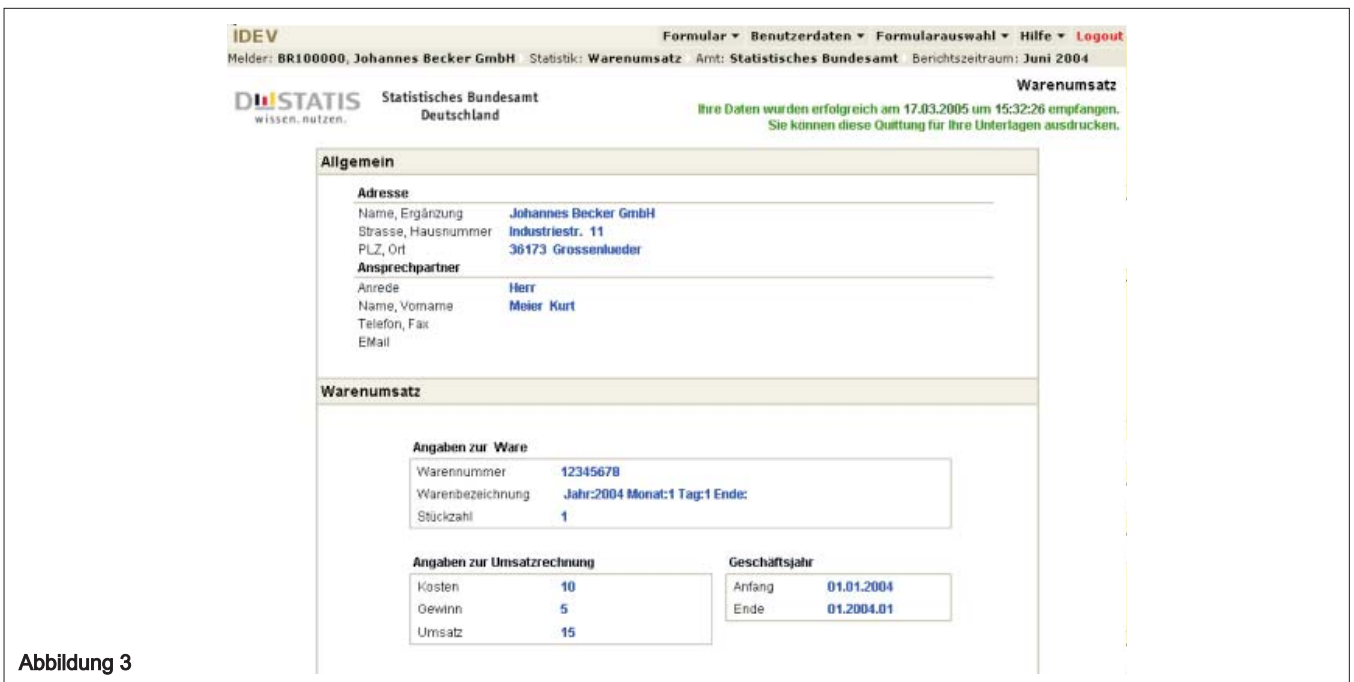 IDEV
Formular ▾ Benutzerdaten ▾ Formularauswahl ▾ Hilfe ▾ Logout
Melder: BR100000, Johannes Becker GmbH Statistik: Warenumsatz Amt: Statistisches Bundesamt Berichtszeitraum: Juni 2004
Warenumsatz
DESTATIS
wissen.nutzen.
Statistisches Bundesamt
Deutschland
Ihre Daten wurden erfolgreich am 17.03.2005 um 15:32:26 empfangen.
Sie können diese Quittung für Ihre Unterlagen ausdrucken.
Allgemein
Adresse
Name, Ergänzung Johannes Becker GmbH
Strasse, Hausnummer Industriestr. 11
PLZ, Ort 36173 Grossenlueder
Ansprechpartner
Anrede Herr
Name, Vorname Meier Kurt
Telefon, Fax
EMail
Warenumsatz
Angaben zur Ware
Warennummer 12345678
Warenbezeichnung Jahr:2004 Monat:1 Tag:1 Ende:
Stückzahl 1
Angaben zur Umsatzrechnung
Kosten 10
Gewinn 5
Umsatz 15
Geschäftsjahr
Anfang 01.01.2004
Ende 01.2004.01
Abbildung 3